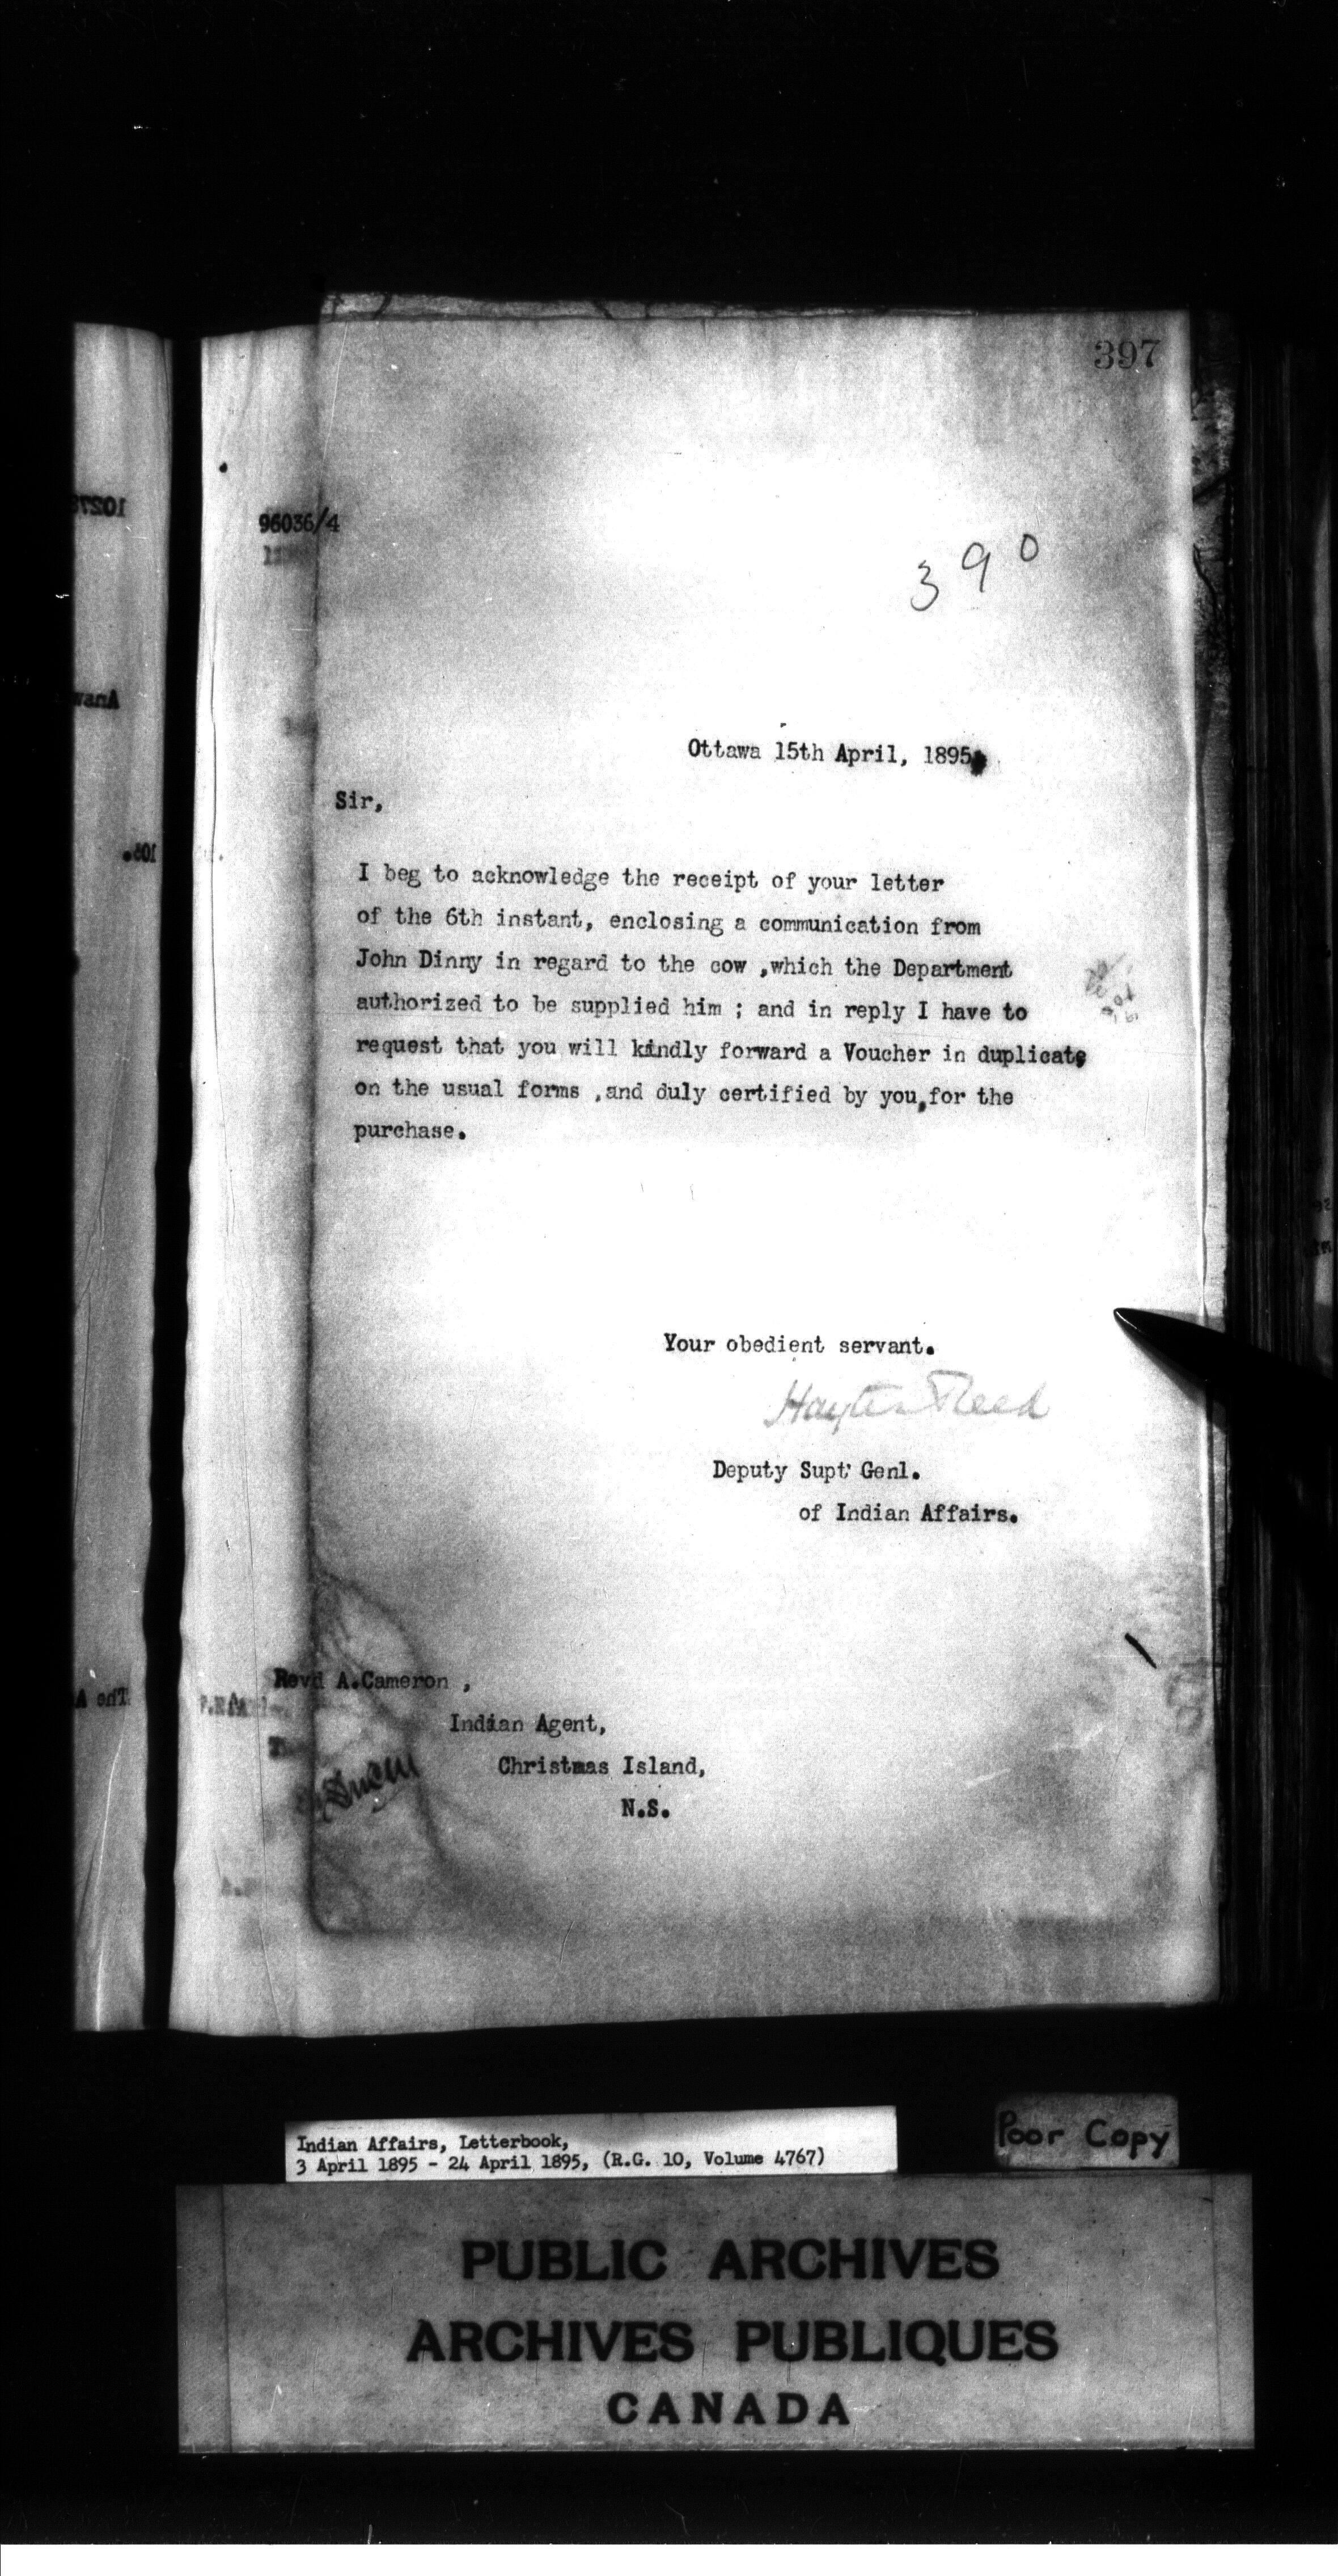 397
96036/4
390
Ottawa 15th April, 1895.
Sir,
I beg to acknowledge the receipt of your letter
of the 6th instant, enclosing a communication from
John Dinny in regard to the cow ,which the Department
authorized to be supplied him ; and in reply I have to
request that you will kindly forward a Voucher in duplicate
on the usual forms ,and duly certified by you,for the
purchase.
Your obedient servant.
Hayter Reed
Deputy Supt' Genl.
of Indian Affairs.
Revd A.Cameron ,
Indian Agent,
Christmas Island,
N.S.
Indian Affairs, Letterbook,
3 April 1895 - 24 April 1895, (R.G. 10, Volume 4767)
Poor Copy
PUBLIC ARCHIVES
ARCHIVES PUBLIQUES
CANADA